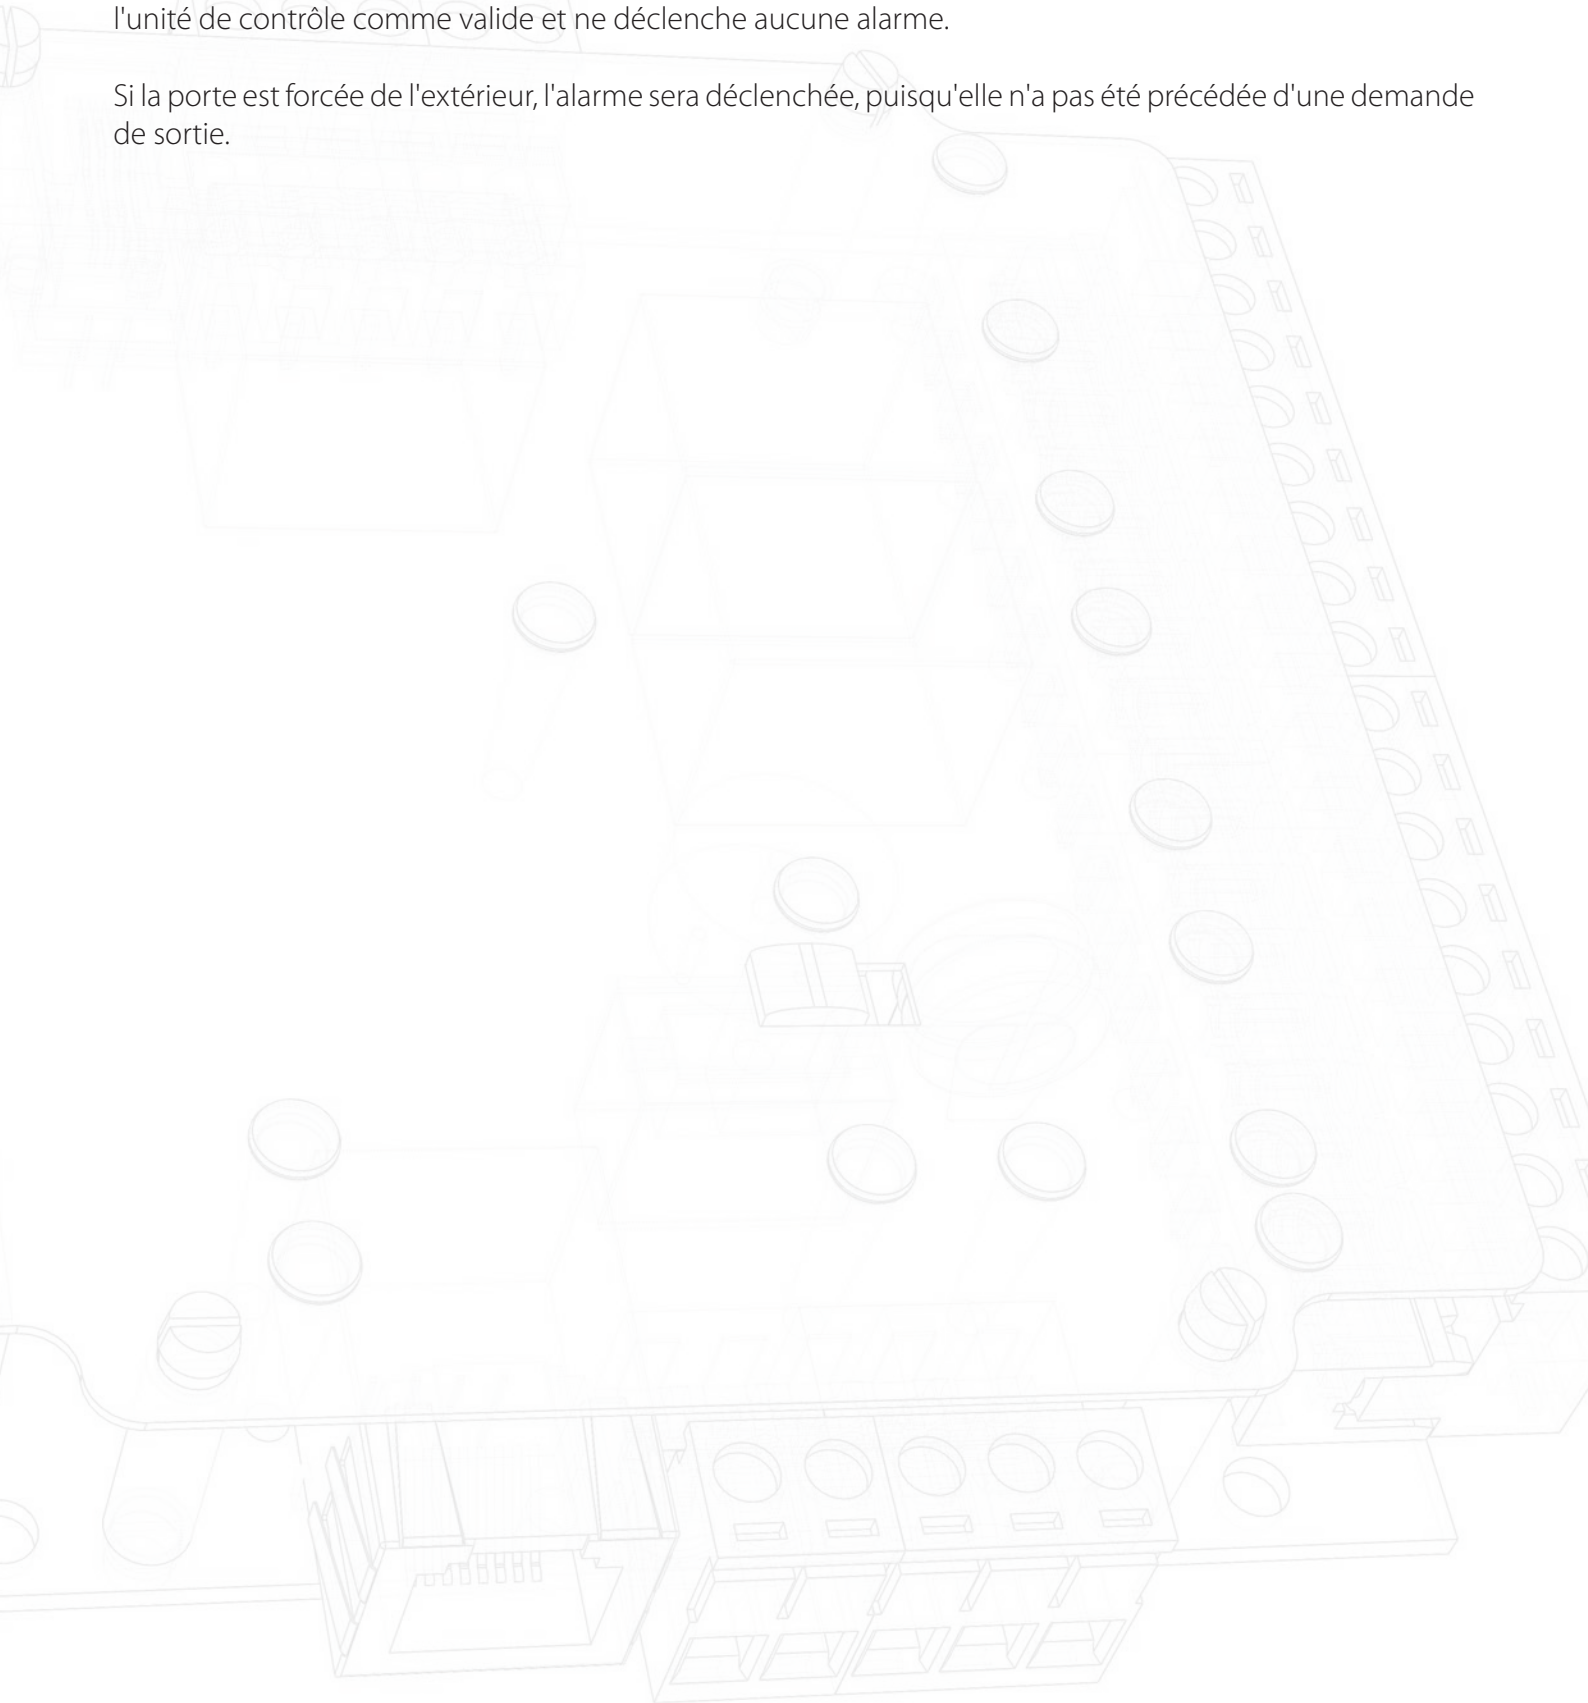 l'unité de contrôle comme valide et ne déclenche aucune alarme.
Si la porte est forcée de l'extérieur, l'alarme sera déclenchée, puisqu'elle n'a pas été précédée d'une demande
de sortie.